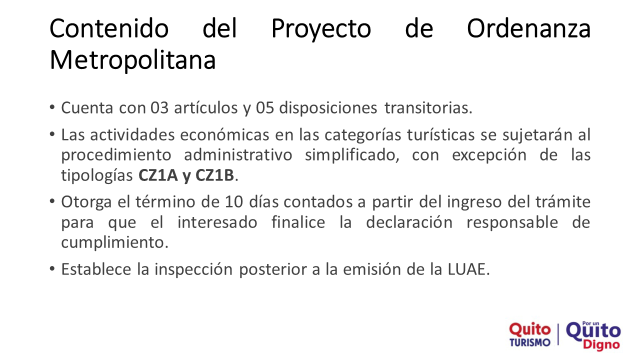 Contenido del Proyecto de Ordenanza
Metropolitana
• Cuenta con 03 artículos y 05 disposiciones transitorias.
• Las actividades económicas en las categorías turísticas se sujetarán al
procedimiento administrativo simplificado, con excepción de las
tipologías CZ1A y CZ1B.
• Otorga el término de 10 días contados a partir del ingreso del trámite
para que el interesado finalice la declaración responsable de
cumplimiento.
• Establece la inspección posterior a la emisión de la LUAE.
Quito
TURISMO
Por un
Quito
Digno